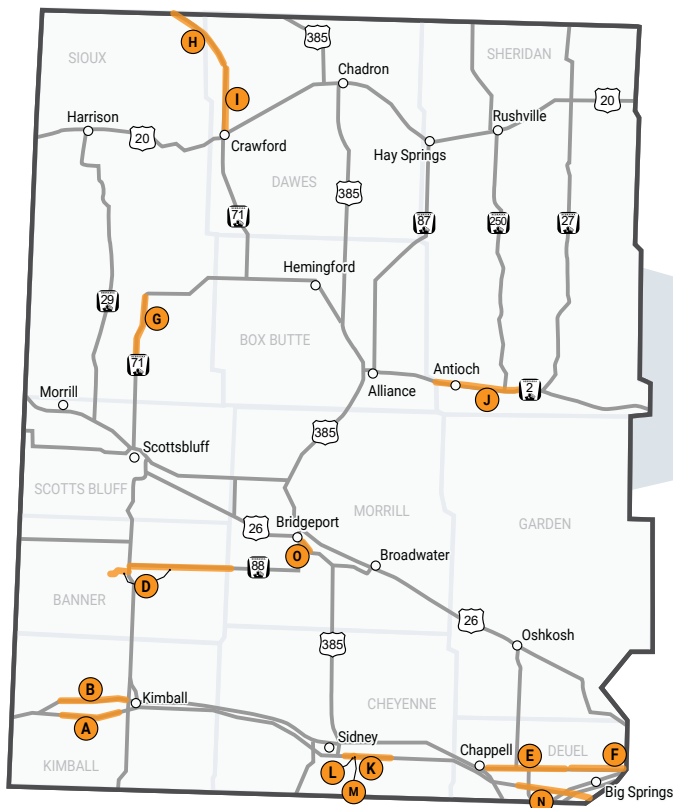 H
385
SIOUX
SHERIDAN
Chadron
I
20
Harrison
20
Crawford
Rushville
Hay Springs
DAWES
385
71
87
250
27
Hemingford
29
G
BOX BUTTE
71
Antioch
Alliance
J
2
Morrill
385
Scottsbluff
SCOTTS BLUFF
MORRILL
GARDEN
26
Bridgeport
O
Broadwater
88
D
BANNER
26
385
Oshkosh
B
Kimball
A
CHEYENNE
Sidney
Chappell
E
DEUEL
F
KIMBALL
L
K
M
N
Big Springs